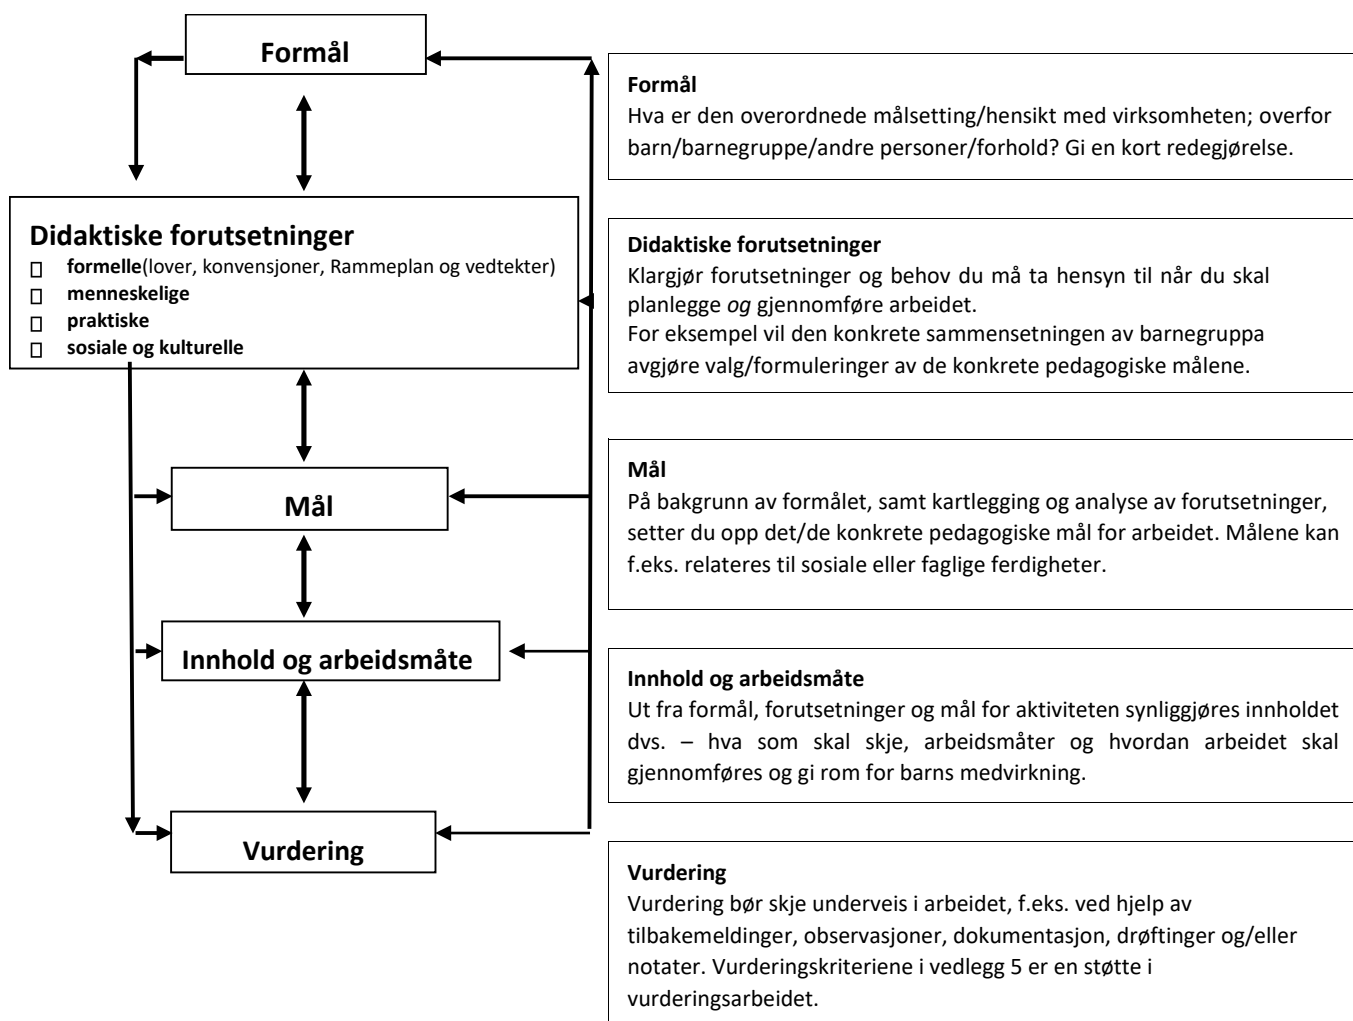 Formål
Didaktiske forutsetninger
formelle(lover, konvensjoner, Rammeplan og vedtekter)
menneskelige
praktiske
sosiale og kulturelle
Mål
Innhold og arbeidsmåte
Vurdering
Formål
Hva er den overordnede målsetting/hensikt med virksomheten; overfor
barn/barnegruppe/andre personer/forhold? Gi en kort redegjørelse.
Didaktiske forutsetninger
Klargjør forutsetninger og behov du må ta hensyn til når du skal
planlegge og gjennomføre arbeidet.
For eksempel vil den konkrete sammensetningen av barnegruppa
avgjøre valg/formuleringer av de konkrete pedagogiske målene.
Mål
På bakgrunn av formålet, samt kartlegging og analyse av forutsetninger,
setter du opp det/de konkrete pedagogiske mål for arbeidet. Målene kan
f.eks. relateres til sosiale eller faglige ferdigheter.
Innhold og arbeidsmåte
Ut fra formål, forutsetninger og mål for aktiviteten synliggjøres innholdet
dvs. – hva som skal skje, arbeidsmåter og hvordan arbeidet skal
gjennomføres og gi rom for barns medvirkning.
Vurdering
Vurdering bør skje underveis i arbeidet, f.eks. ved hjelp av
tilbakemeldinger, observasjoner, dokumentasjon, drøftinger og/eller
notater. Vurderingskriteriene i vedlegg 5 er en støtte i
vurderingsarbeidet.